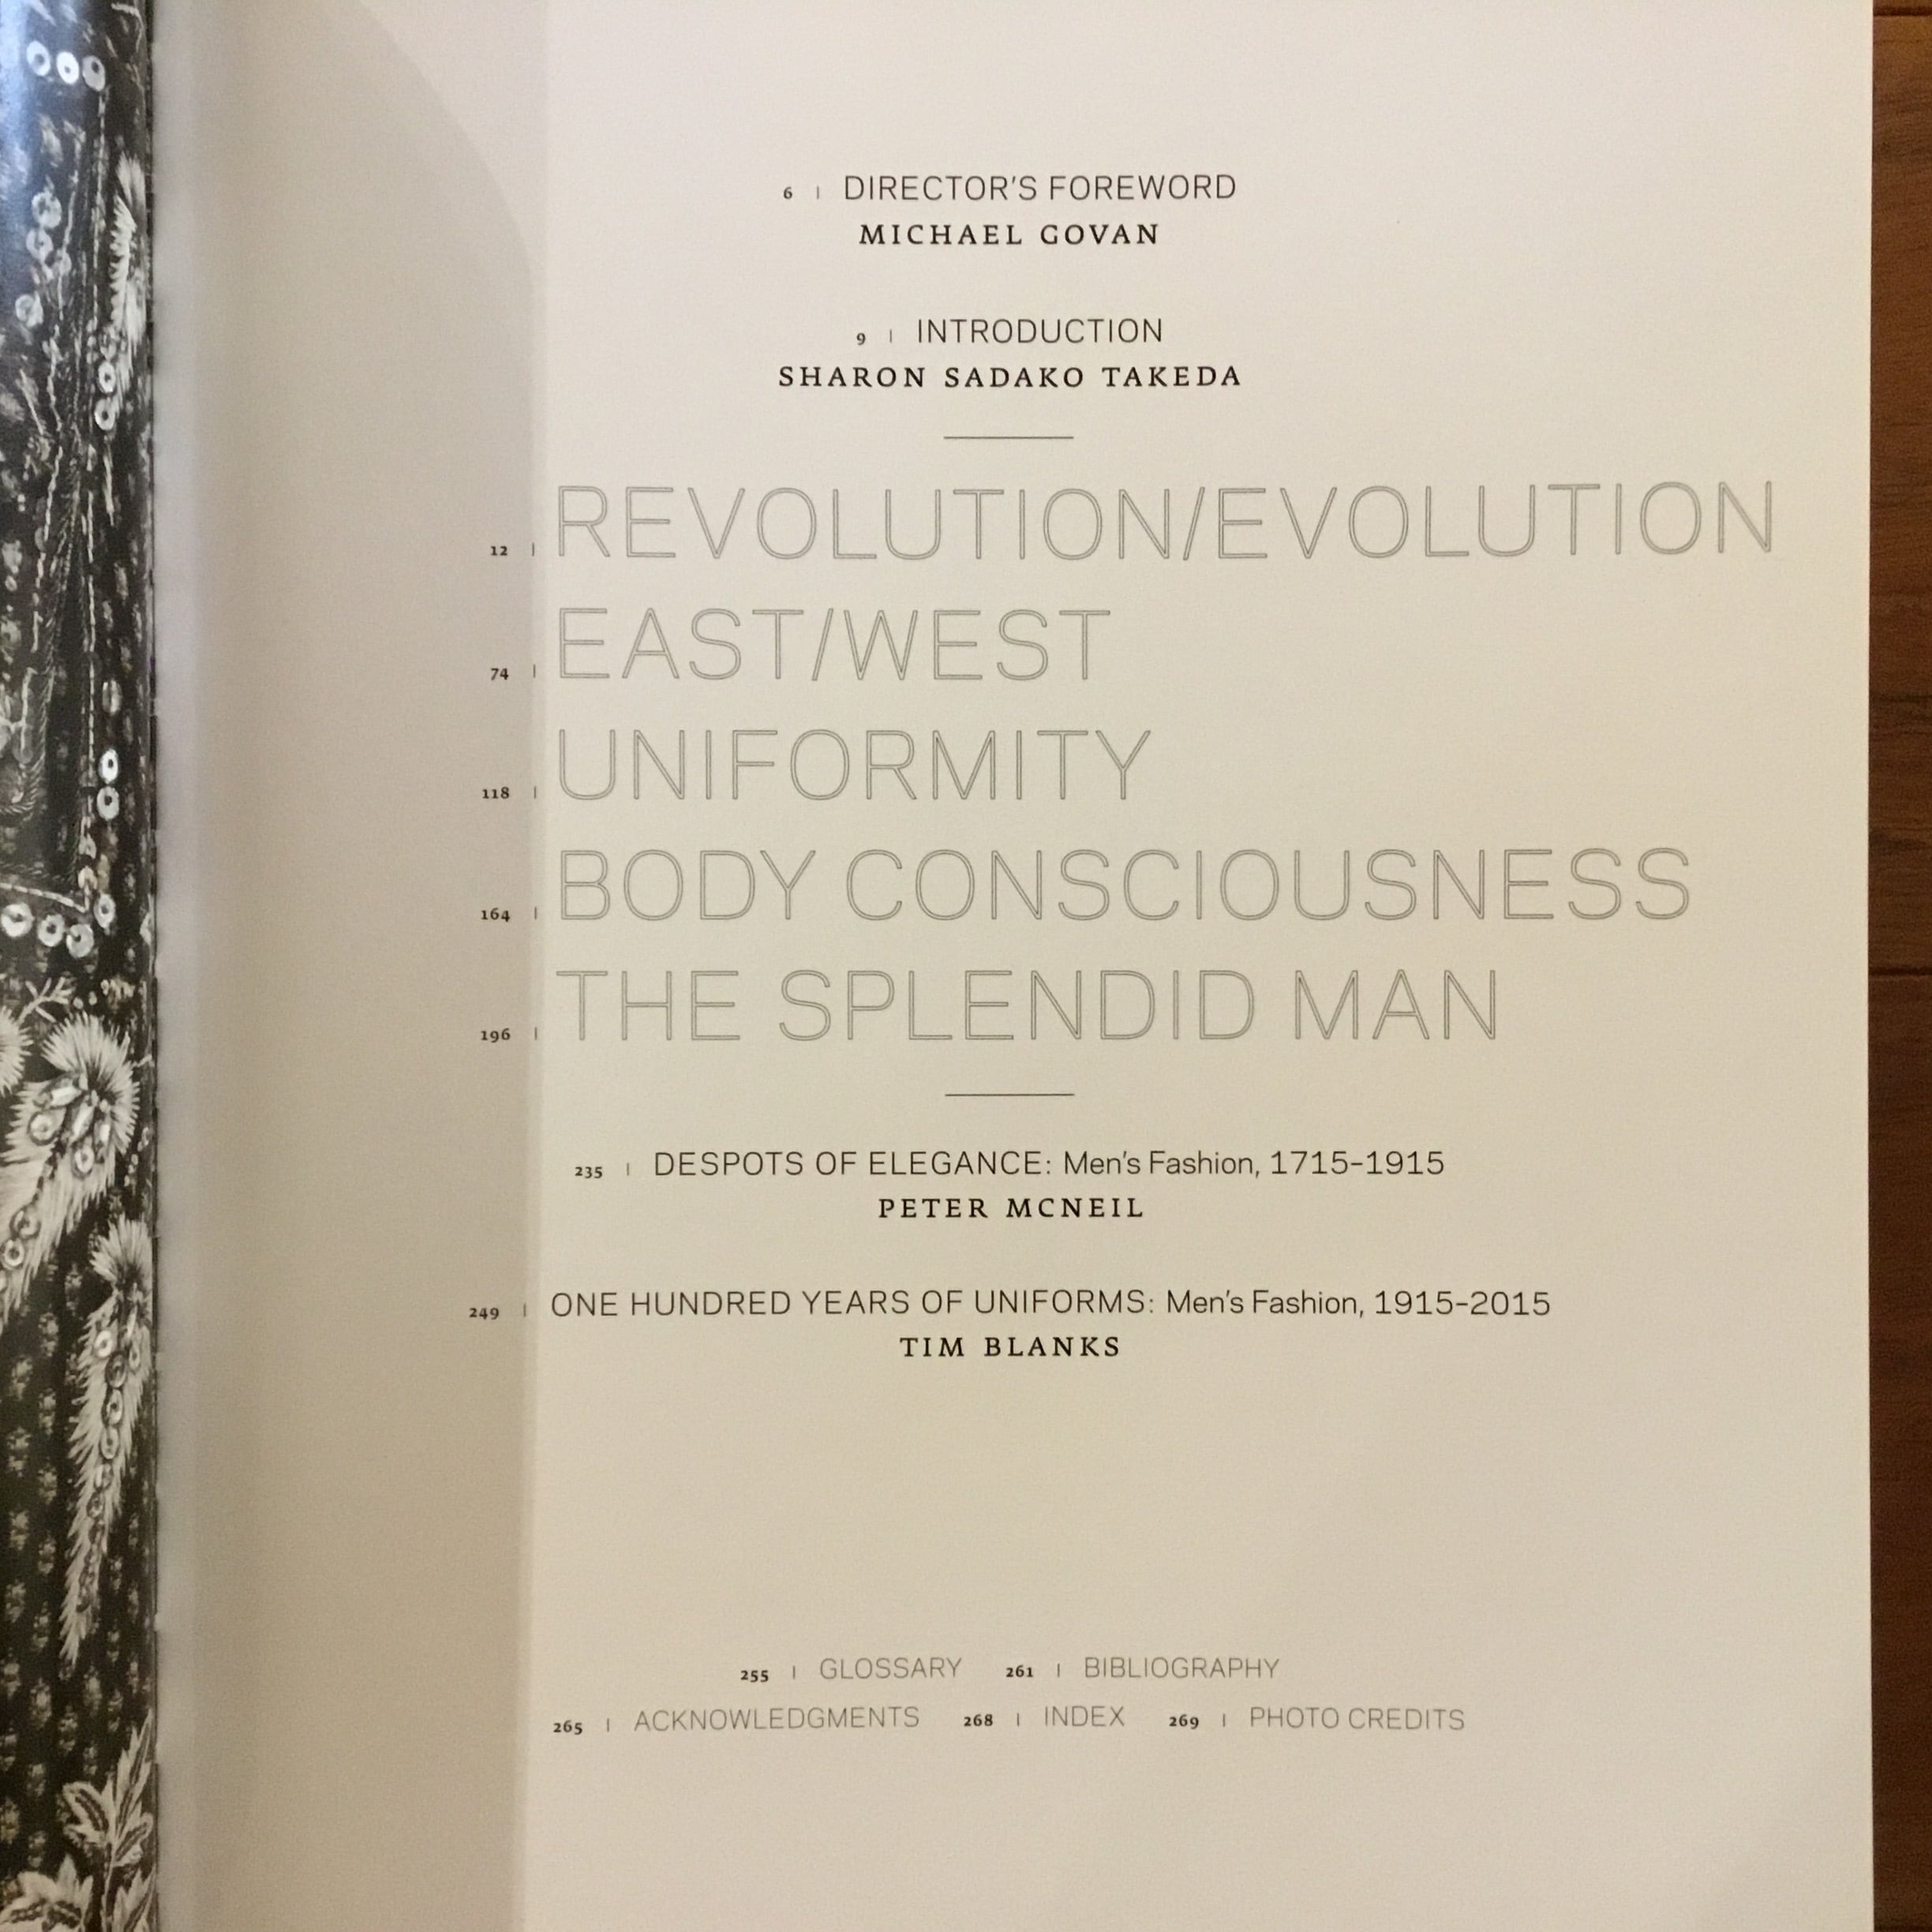 6 | DIRECTOR'S FOREWORD
MICHAEL GOVAN
9 | INTRODUCTION
SHARON SADAKO TAKEDA
12 | REVOLUTION/EVOLUTION
74 | EAST/WEST
118 | UNIFORMITY
164 | BODY CONSCIOUSNESS
196 | THE SPLENDID MAN
235 | DESPOTS OF ELEGANCE: Men's Fashion, 1715–1915
PETER MCNEIL
249 | ONE HUNDRED YEARS OF UNIFORMS: Men's Fashion, 1915–2015
TIM BLANKS
255 | GLOSSARY 261 | BIBLIOGRAPHY
265 | ACKNOWLEDGMENTS 268 | INDEX 269 | PHOTO CREDITS